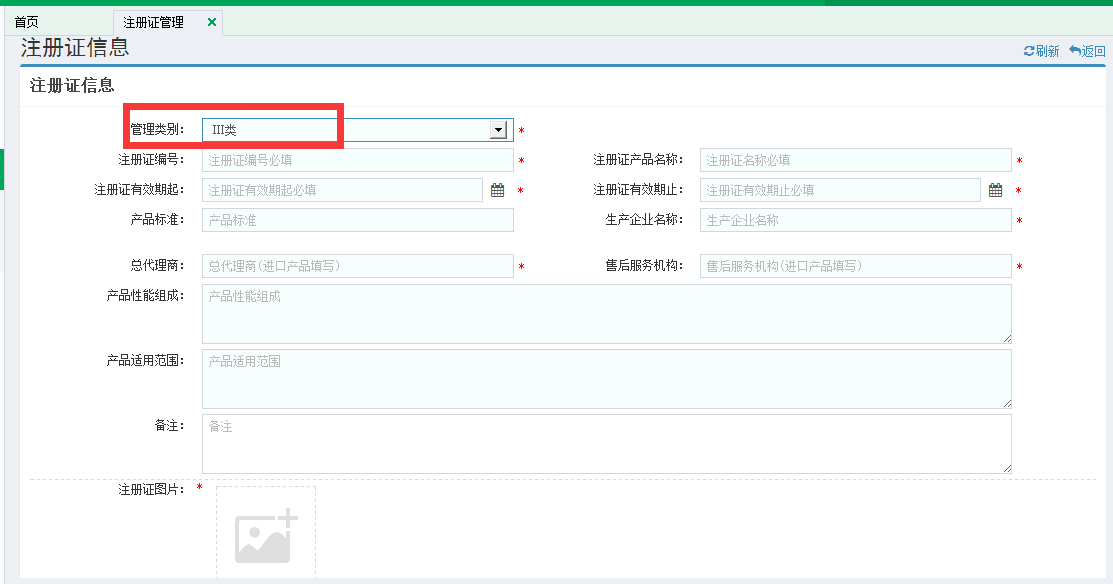 首页 注册证管理 ×
注册证信息 刷新 返回
注册证信息
管理类别： III类 *
注册证编号： 注册证编号必填 * 注册证产品名称： 注册证名称必填 *
注册证有效期起： 注册证有效期起必填 * 注册证有效期止： 注册证有效期止必填 *
产品标准： 产品标准 生产企业名称： 生产企业名称 *
总代理商： 总代理商(进口产品填写) * 售后服务机构： 售后服务机构(进口产品填写) *
产品性能组成： 产品性能组成
产品适用范围： 产品适用范围
备注： 备注
注册证图片： *